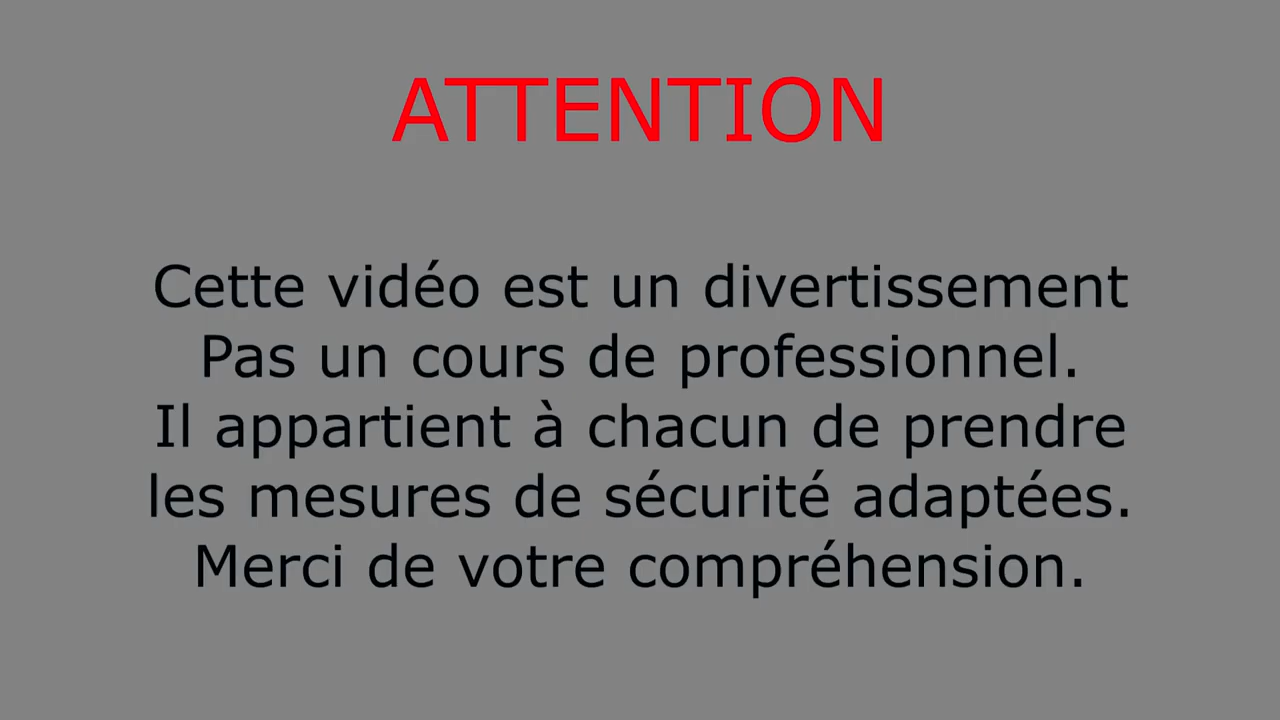 ATTENTION
Cette vidéo est un divertissement
Pas un cours de professionnel.
Il appartient à chacun de prendre
les mesures de sécurité adaptées.
Merci de votre compréhension.